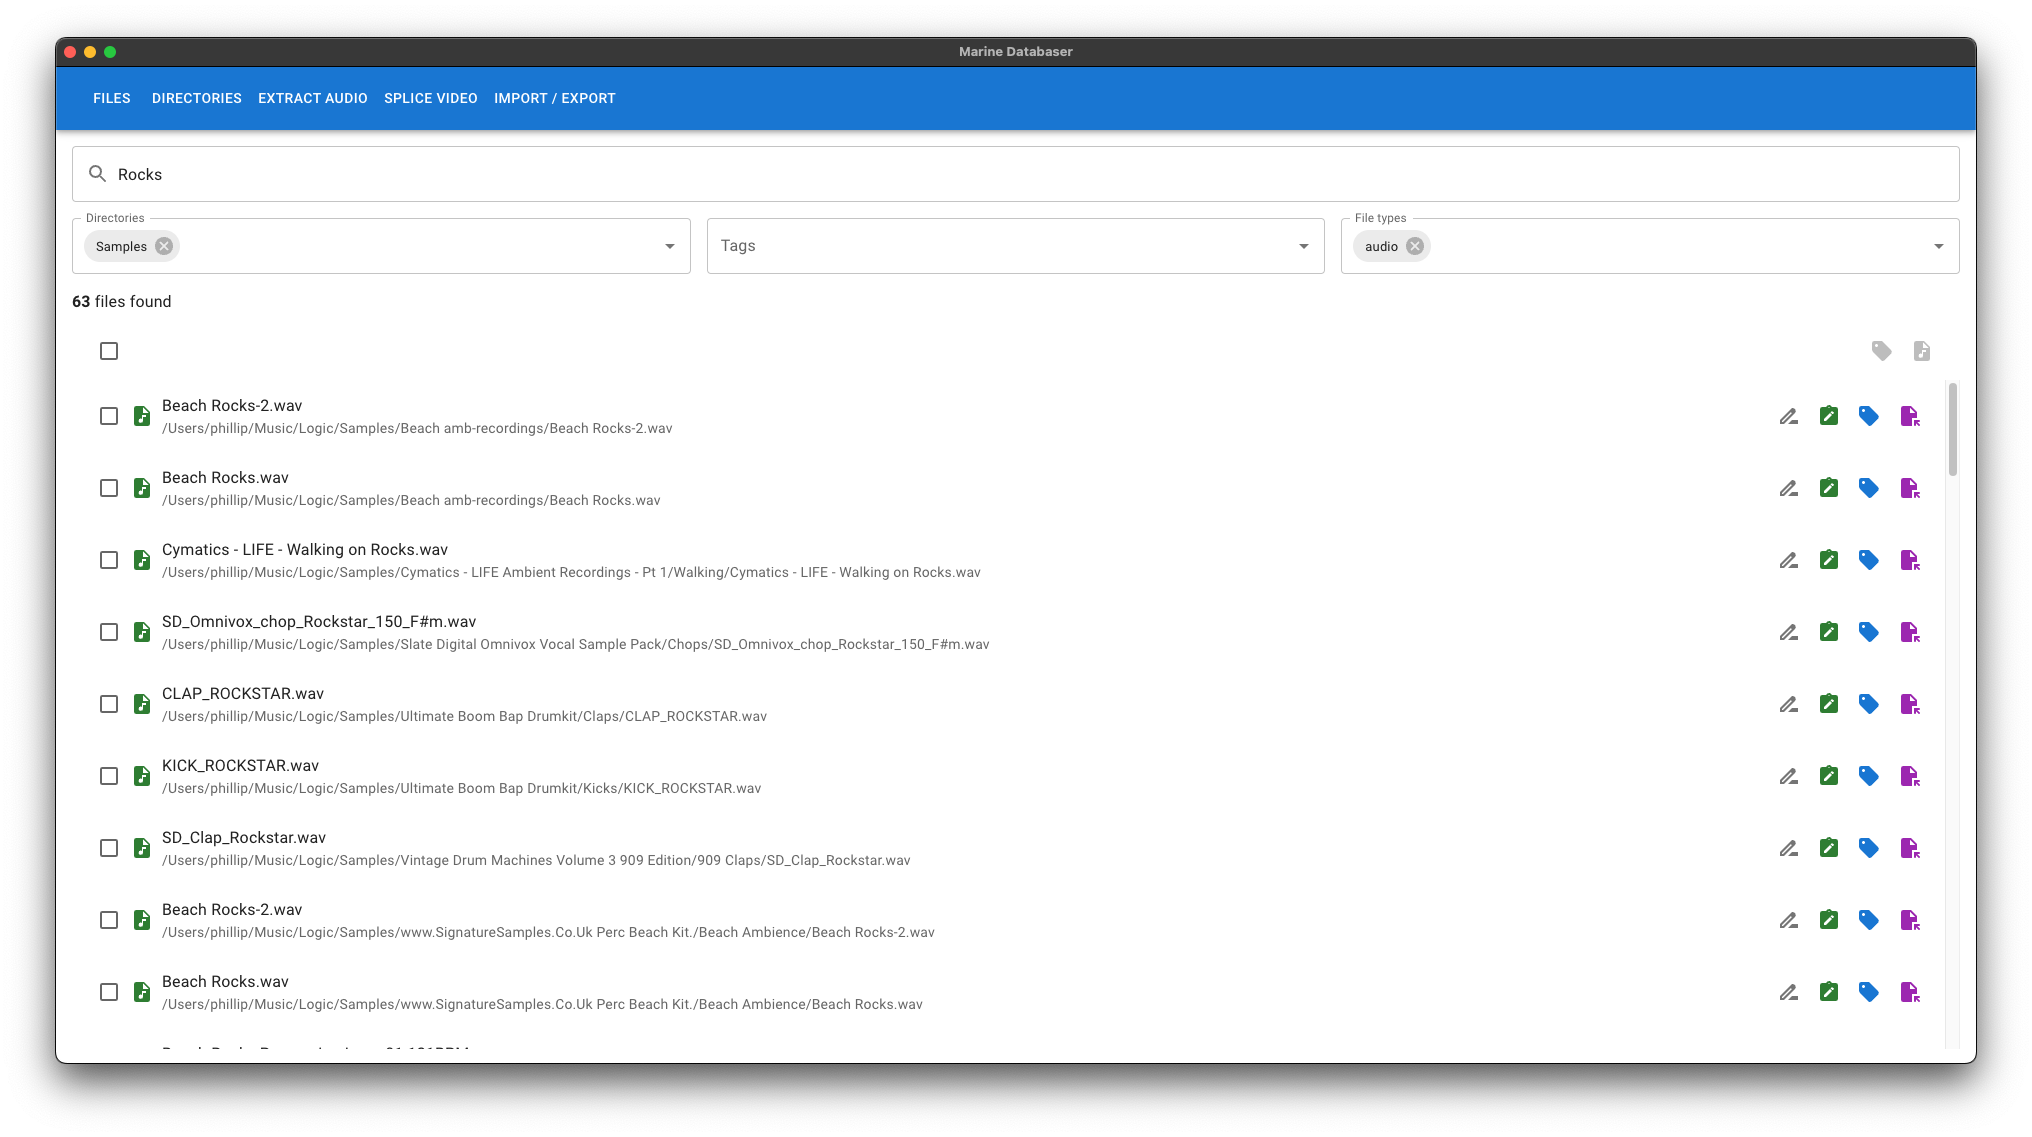 Marine Databaser
FILES DIRECTORIES EXTRACT AUDIO SPLICE VIDEO IMPORT / EXPORT
Rocks
Directories
Samples
Tags
File types
audio
63 files found
Beach Rocks-2.wav
/Users/phillip/Music/Logic/Samples/Beach amb-recordings/Beach Rocks-2.wav
Beach Rocks.wav
/Users/phillip/Music/Logic/Samples/Beach amb-recordings/Beach Rocks.wav
Cymatics - LIFE - Walking on Rocks.wav
/Users/phillip/Music/Logic/Samples/Cymatics - LIFE Ambient Recordings - Pt 1/Walking/Cymatics - LIFE - Walking on Rocks.wav
SD_Omnivox_chop_Rockstar_150_F#m.wav
/Users/phillip/Music/Logic/Samples/Slate Digital Omnivox Vocal Sample Pack/Chops/SD_Omnivox_chop_Rockstar_150_F#m.wav
CLAP_ROCKSTAR.wav
/Users/phillip/Music/Logic/Samples/Ultimate Boom Bap Drumkit/Claps/CLAP_ROCKSTAR.wav
KICK_ROCKSTAR.wav
/Users/phillip/Music/Logic/Samples/Ultimate Boom Bap Drumkit/Kicks/KICK_ROCKSTAR.wav
SD_Clap_Rockstar.wav
/Users/phillip/Music/Logic/Samples/Vintage Drum Machines Volume 3 909 Edition/909 Claps/SD_Clap_Rockstar.wav
Beach Rocks-2.wav
/Users/phillip/Music/Logic/Samples/www.SignatureSamples.Co.Uk Perc Beach Kit./Beach Ambience/Beach Rocks-2.wav
Beach Rocks.wav
/Users/phillip/Music/Logic/Samples/www.SignatureSamples.Co.Uk Perc Beach Kit./Beach Ambience/Beach Rocks.wav